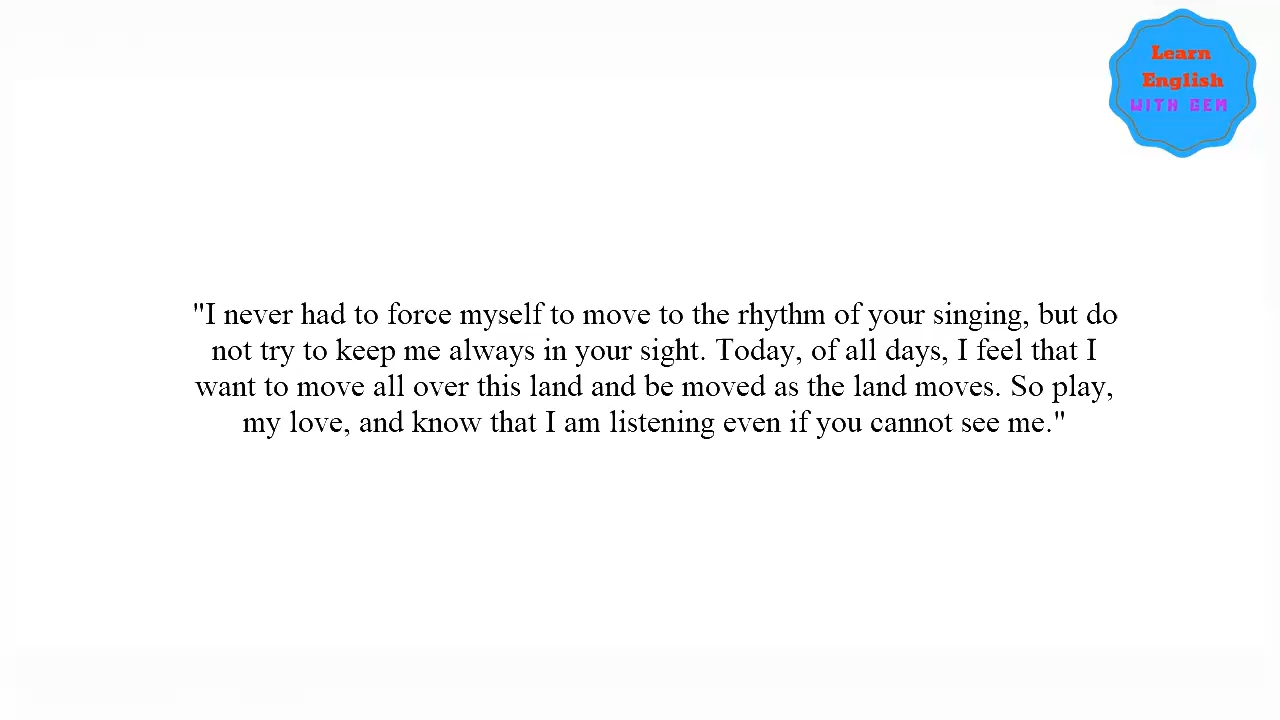 Learn
English
WITH GEM
"I never had to force myself to move to the rhythm of your singing, but do
not try to keep me always in your sight. Today, of all days, I feel that I
want to move all over this land and be moved as the land moves. So play,
my love, and know that I am listening even if you cannot see me."